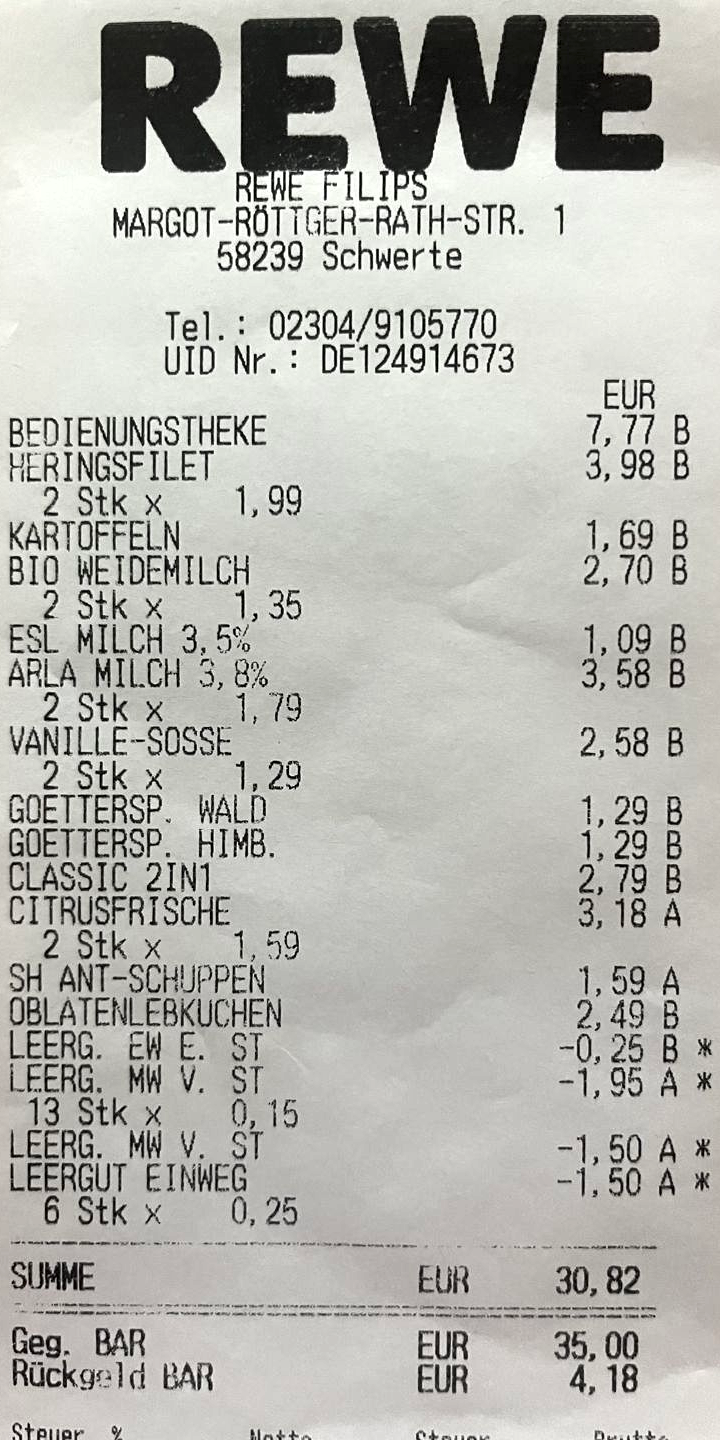 REWE
REWE FILIPS
MARGOT-RÖTTGER-RATH-STR. 1
58239 Schwerte
Tel.: 02304/9105770
UID Nr.: DE124914673
EUR
BEDIENUNGSTHEKE 7,77 B
HERINGSFILET 3,98 B
2 Stk x 1,99
KARTOFFELN 1,69 B
BIO WEIDEMILCH 2,70 B
2 Stk x 1,35
ESL MILCH 3,5% 1,09 B
ARLA MILCH 3,8% 3,58 B
2 Stk x 1,79
VANILLE-SOSSE 2,58 B
2 Stk x 1,29
GOETTERSP. WALD 1,29 B
GOETTERSP. HIMB. 1,29 B
CLASSIC 2IN1 2,79 B
CITRUSFRISCHE 3,18 A
2 Stk x 1,59
SH ANT-SCHUPPEN 1,59 A
OBLATENLEBKUCHEN 2,49 B
LEERG. EW E. ST -0,25 B *
LEERG. MW V. ST -1,95 A *
13 Stk x 0,15
LEERG. MW V. ST -1,50 A *
LEERGUT EINWEG -1,50 A *
6 Stk x 0,25
SUMME EUR 30,82
Geg. BAR EUR 35,00
Rückgeld BAR EUR 4,18
Steuer % Netto Steuer Brutto